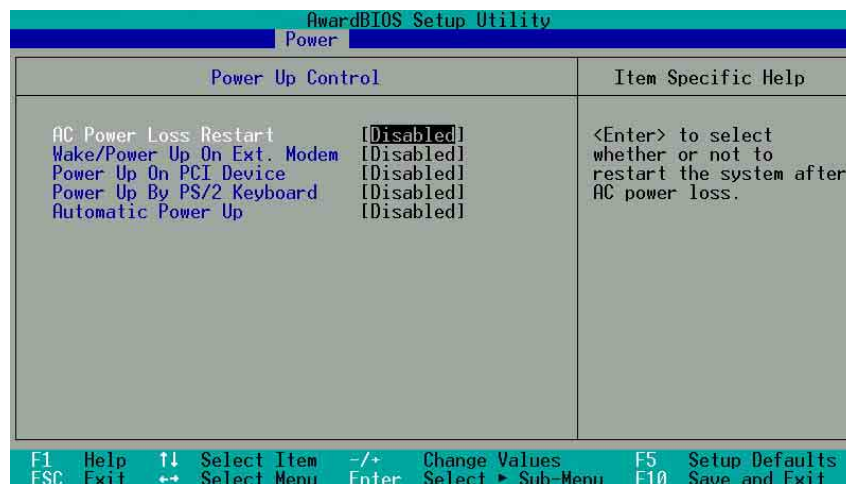 AwardBIOS Setup Utility
Power
Power Up Control
Item Specific Help
AC Power Loss Restart [Disabled]
Wake/Power Up On Ext. Modem [Disabled]
Power Up On PCI Device [Disabled]
Power Up By PS/2 Keyboard [Disabled]
Automatic Power Up [Disabled]
<Enter> to select
whether or not to
restart the system after
AC power loss.
F1 Help ↑↓ Select Item -/+ Change Values F5 Setup Defaults
ESC Exit ←→ Select Menu Enter Select ► Sub-Menu F10 Save and Exit